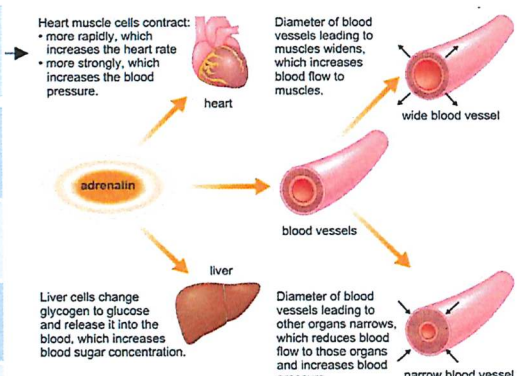 Heart muscle cells contract:
• more rapidly, which
increases the heart rate
• more strongly, which
increases the blood
pressure.
heart
Diameter of blood
vessels leading to
muscles widens,
which increases
blood flow to
muscles.
wide blood vessel
adrenalin
blood vessels
liver
Liver cells change
glycogen to glucose
and release it into the
blood, which increases
blood sugar concentration.
Diameter of blood
vessels leading to
other organs narrows,
which reduces blood
flow to those organs
and increases blood
narrow blood vessel